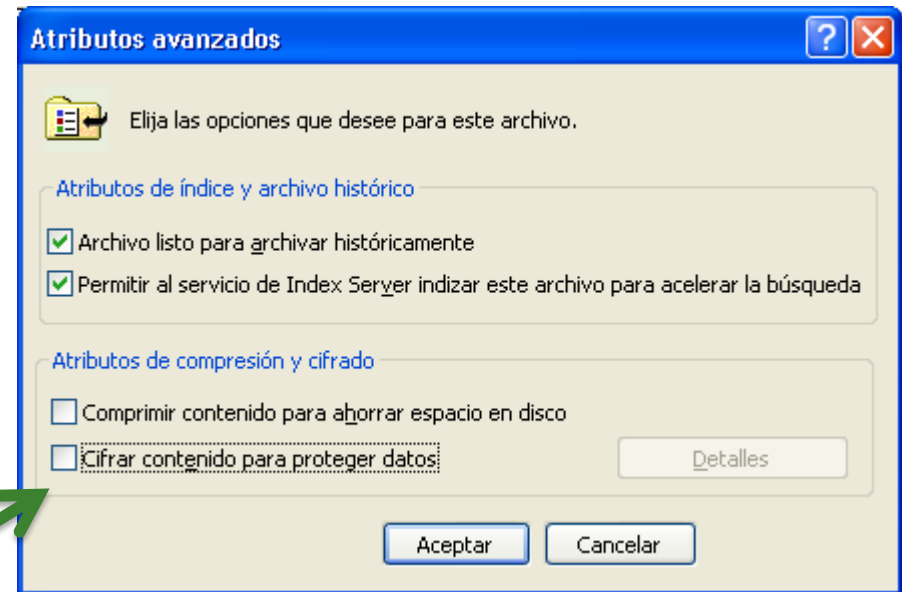 Atributos avanzados
Elija las opciones que desee para este archivo.
Atributos de índice y archivo histórico
Archivo listo para archivar históricamente
Permitir al servicio de Index Server indizar este archivo para acelerar la búsqueda
Atributos de compresión y cifrado
Comprimir contenido para ahorrar espacio en disco
Cifrar contenido para proteger datos
Detalles
Aceptar
Cancelar